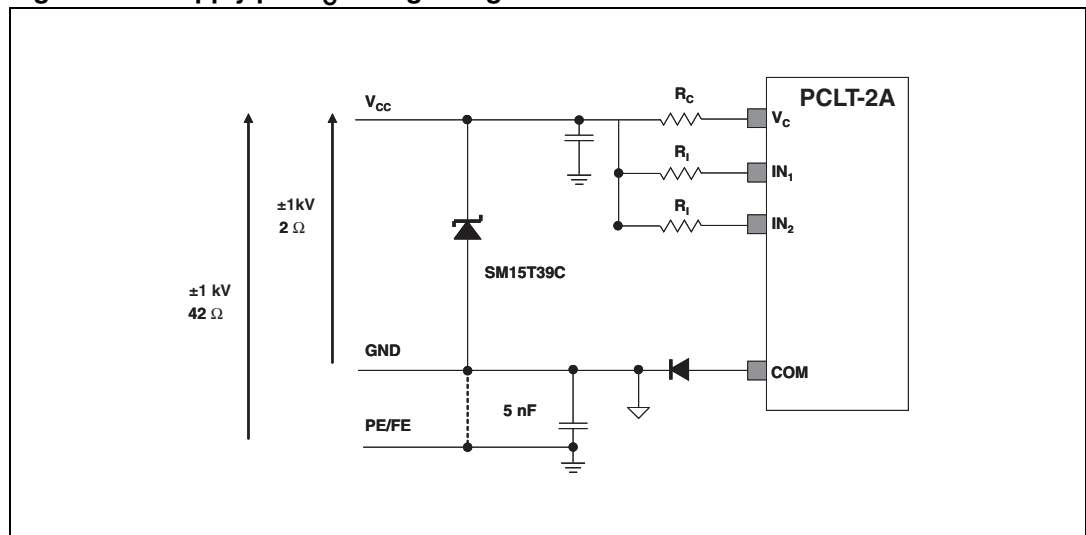 PCLT-2A
V_CC
R_C
V_C
R_I
IN_1
±1kV
2 Ω
R_I
IN_2
SM15T39C
±1 kV
42 Ω
GND
COM
5 nF
PE/FE